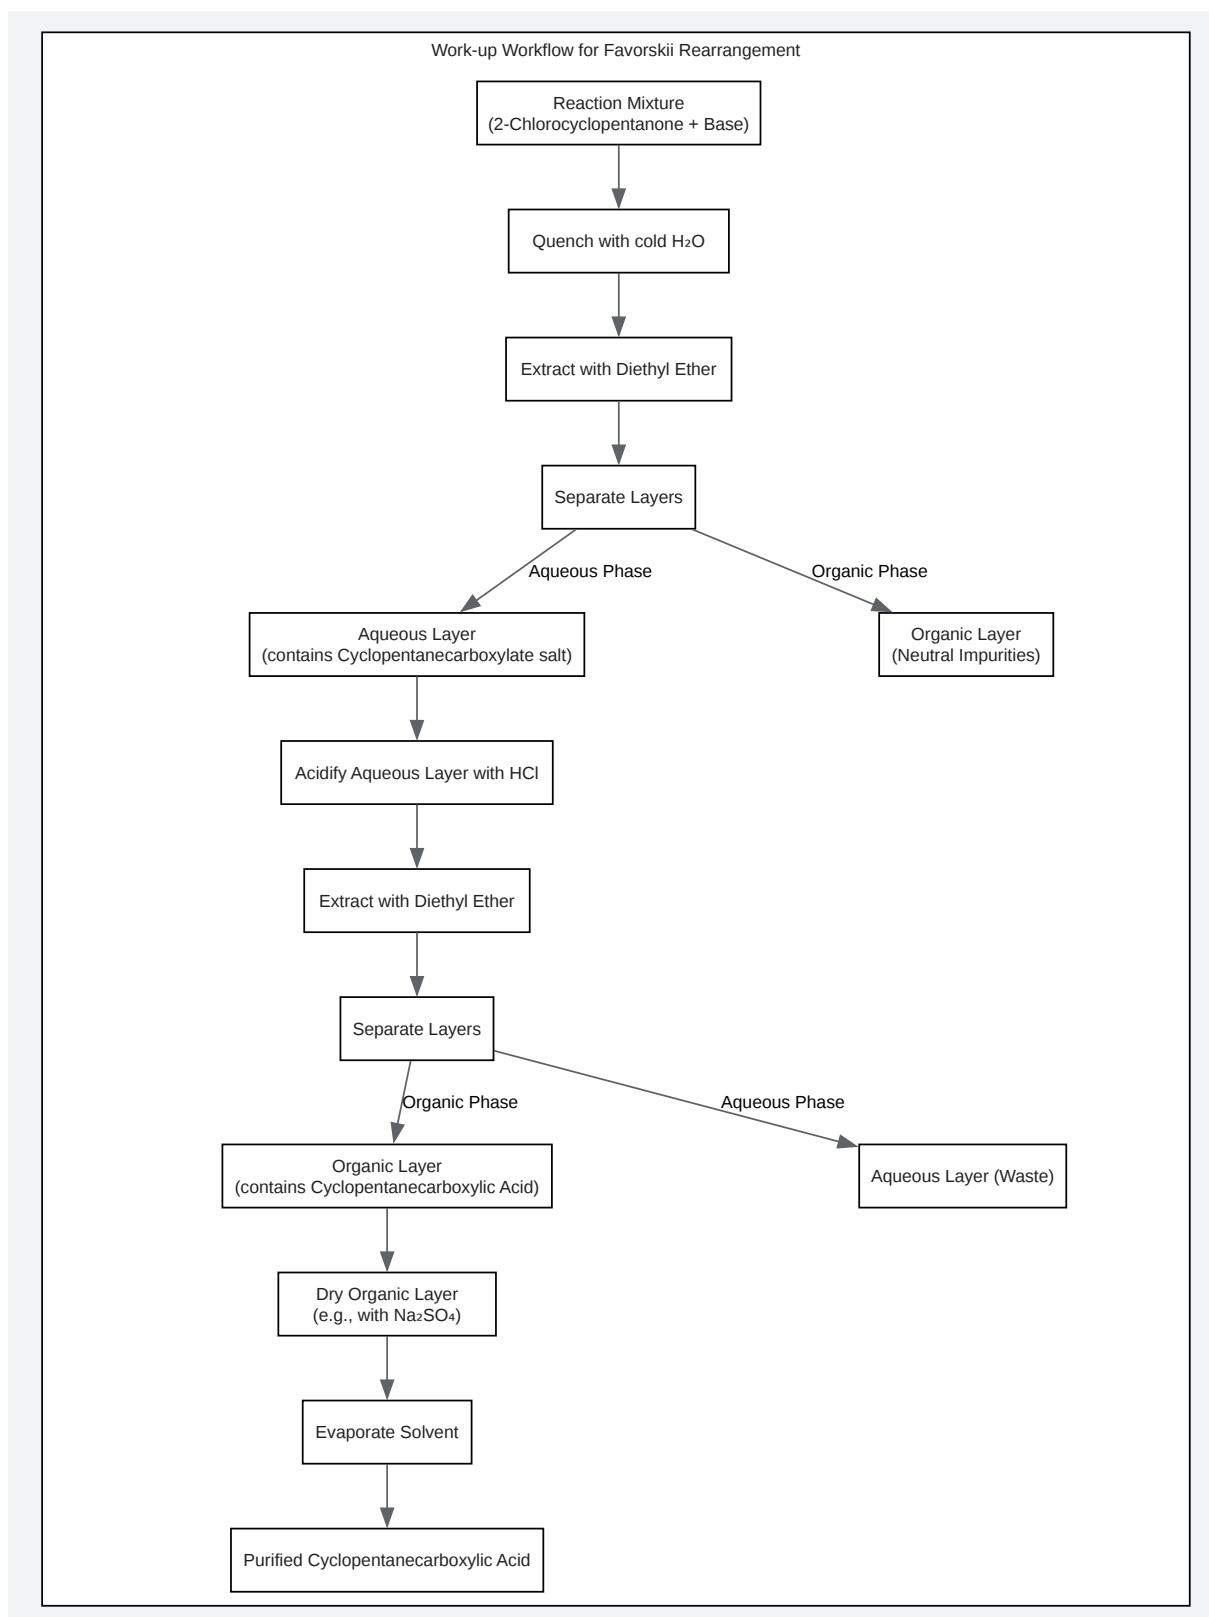 Work-up Workflow for Favorskii Rearrangement
Reaction Mixture
(2-Chlorocyclopentanone + Base)
Quench with cold H₂O
Extract with Diethyl Ether
Separate Layers
Aqueous Phase
Organic Phase
Aqueous Layer
(contains Cyclopentanecarboxylate salt)
Organic Layer
(Neutral Impurities)
Acidify Aqueous Layer with HCl
Extract with Diethyl Ether
Separate Layers
Organic Phase
Aqueous Phase
Organic Layer
(contains Cyclopentanecarboxylic Acid)
Aqueous Layer (Waste)
Dry Organic Layer
(e.g., with Na₂SO₄)
Evaporate Solvent
Purified Cyclopentanecarboxylic Acid